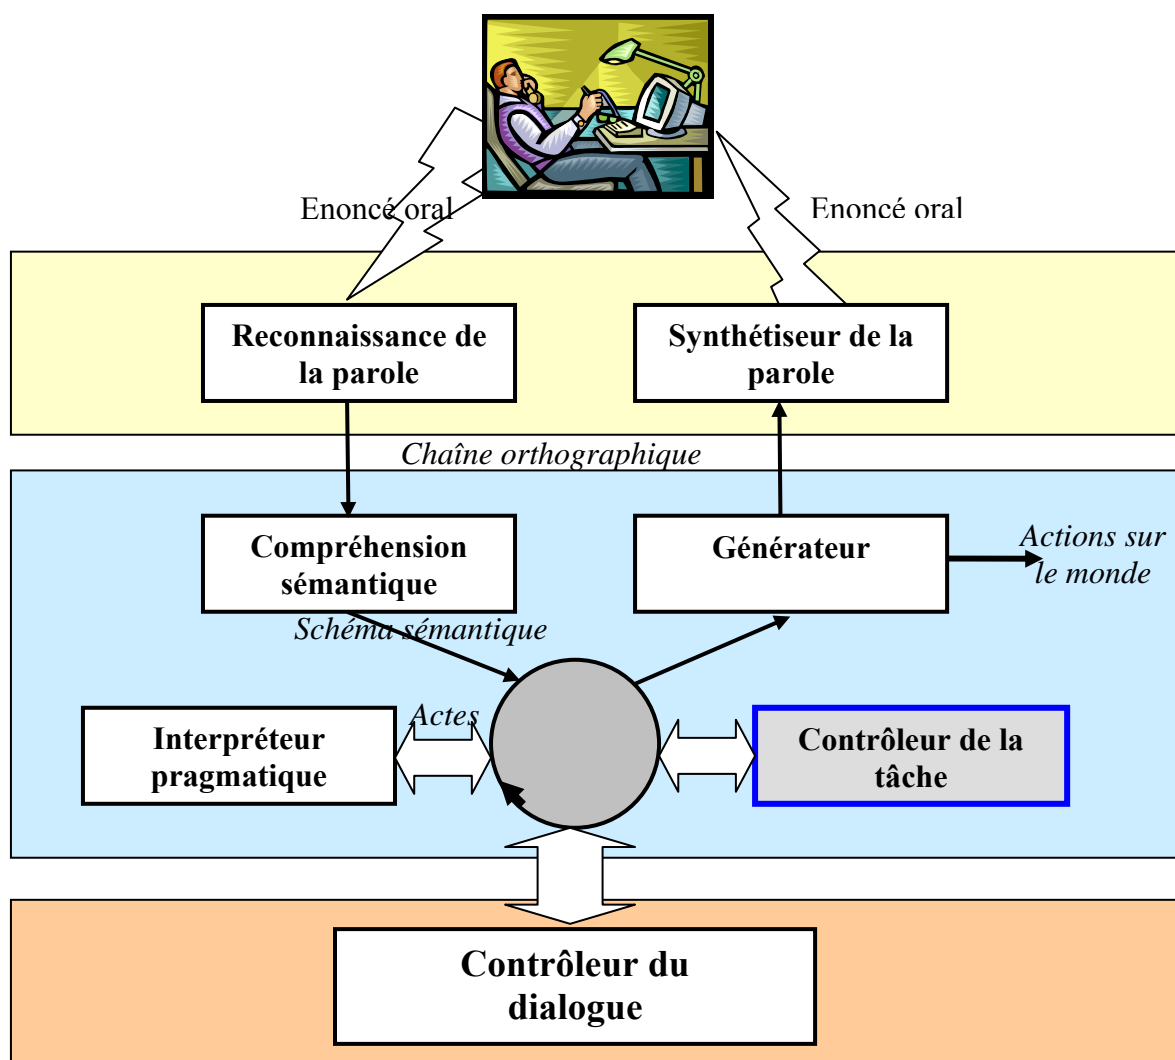 Enoncé oral
Enoncé oral
Reconnaissance de
la parole
Synthétiseur de la
parole
Chaîne orthographique
Compréhension
sémantique
Générateur
Actions sur
le monde
Schéma sémantique
Actes
Interpréteur
pragmatique
Contrôleur de la
tâche
Contrôleur du
dialogue